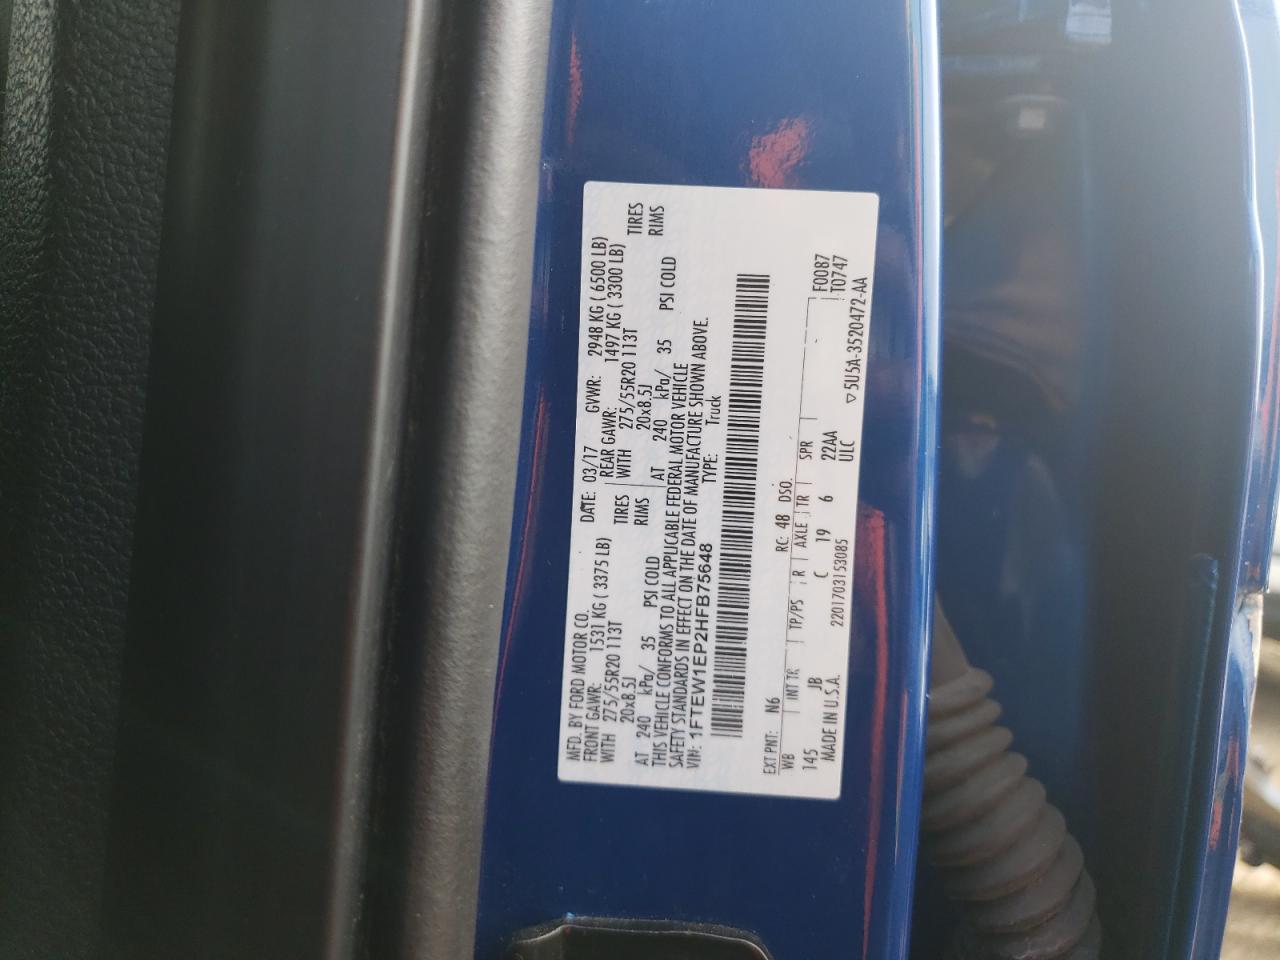 MFD. BY FORD MOTOR CO. DATE: 03/17 GVWR: 2948 KG ( 6500 LB)
FRONT GAWR: 1531 KG ( 3375 LB) REAR GAWR: 1497 KG ( 3300 LB)
WITH 275/55R20 113T TIRES WITH 275/55R20 113T TIRES
20x8.5J RIMS 20x8.5J RIMS
AT 240 kPa/ 35 PSI COLD AT 240 kPa/ 35 PSI COLD
THIS VEHICLE CONFORMS TO ALL APPLICABLE FEDERAL MOTOR VEHICLE
SAFETY STANDARDS IN EFFECT ON THE DATE OF MANUFACTURE SHOWN ABOVE.
VIN: 1FTEW1EP2HFB75648 TYPE: Truck
EXT PNT: N6 RC: 48 DSO:
WB INT TR TP/PS R AXLE TR SPR F0087
145 JB C 19 6 22AA T0747
MADE IN U.S.A. 2201703153085 ULC ▽5U5A-3520472-AA